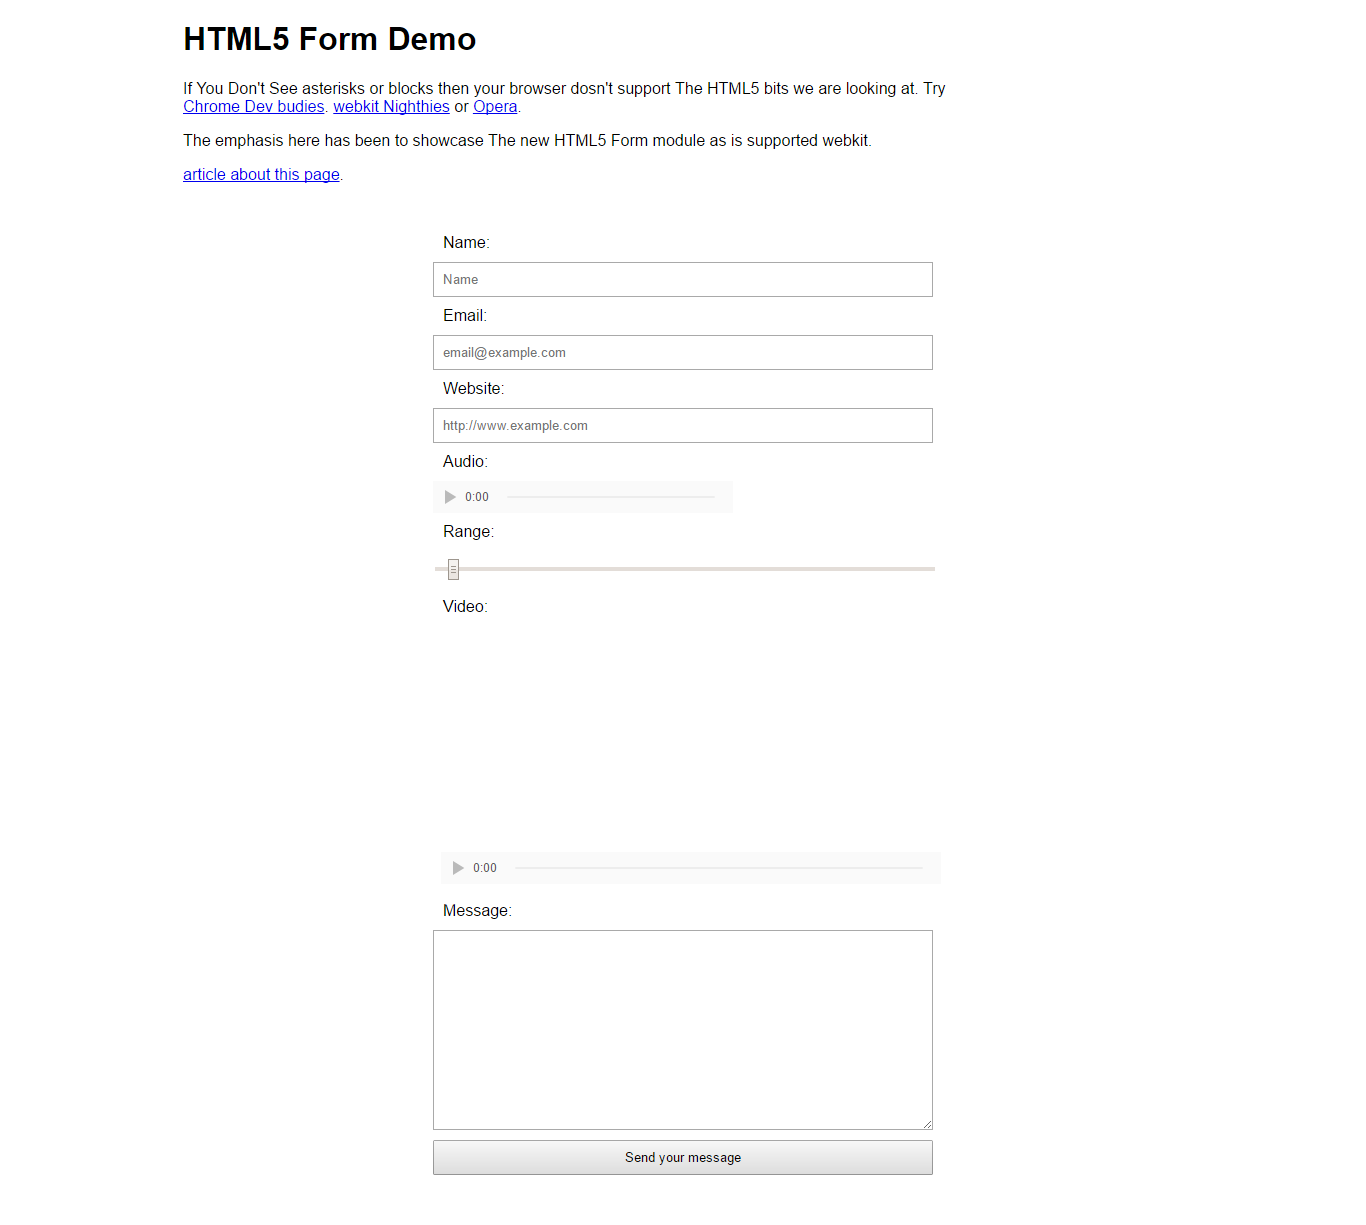 HTML5 Form Demo
If You Don't See asterisks or blocks then your browser dosn't support The HTML5 bits we are looking at. Try
Chrome Dev budies. webkit Nighthies or Opera.
The emphasis here has been to showcase The new HTML5 Form module as is supported webkit.
article about this page.
Name:
Name
Email:
email@example.com
Website:
http://www.example.com
Audio:
0:00
Range:
Video:
0:00
Message:
Send your message